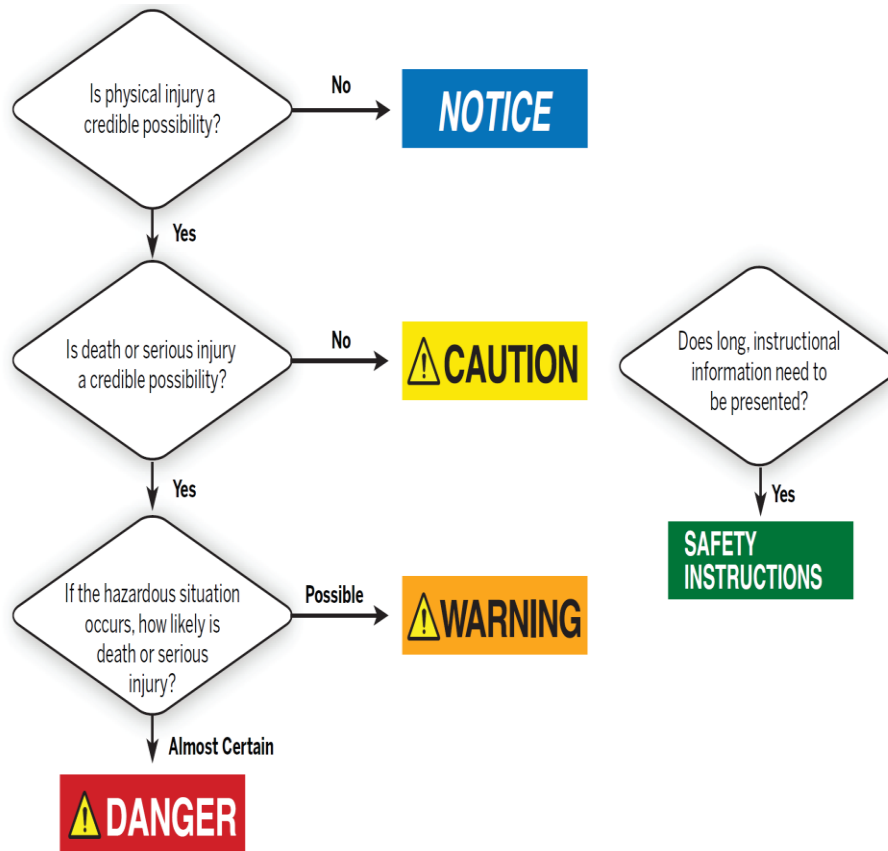 Is physical injury a
credible possibility?
No
NOTICE
Yes
Is death or serious injury
a credible possibility?
No
CAUTION
Yes
If the hazardous situation
occurs, how likely is
death or serious
injury?
Possible
WARNING
Almost Certain
DANGER
Does long, instructional
information need to
be presented?
Yes
SAFETY
INSTRUCTIONS